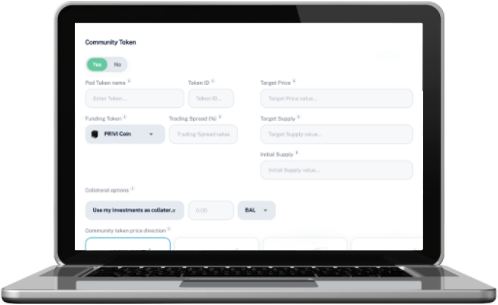 Community Token
Yes No
Pod Token name Token ID Target Price
Enter Token... Token ID... Target Price value...
Funding Token Trading Spread (%) Target Supply
PRIVI Coin Trading Spread value Target Supply value...
Initial Supply
Initial Supply value...
Collateral options
Use my investments as collater.. 0.00 BAL
Community token price direction